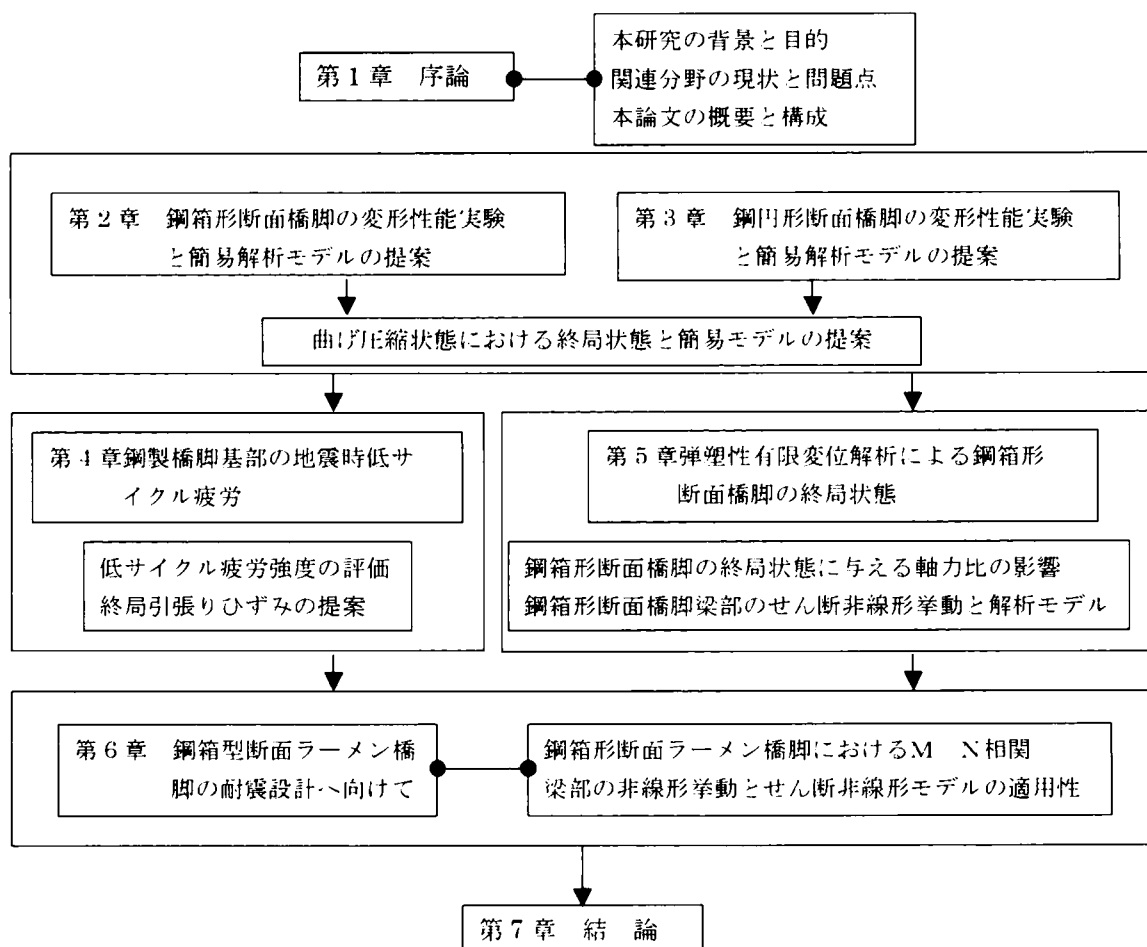 第1章　序論
本研究の背景と目的
関連分野の現状と問題点
本論文の概要と構成
第2章　鋼箱形断面橋脚の変形性能実験
と簡易解析モデルの提案
第3章　鋼円形断面橋脚の変形性能実験
と簡易解析モデルの提案
曲げ圧縮状態における終局状態と簡易モデルの提案
第4章鋼製橋脚基部の地震時低サ
イクル疲労
低サイクル疲労強度の評価
終局引張りひずみの提案
第5章弾塑性有限変位解析による鋼箱形
断面橋脚の終局状態
鋼箱形断面橋脚の終局状態に与える軸力比の影響
鋼箱形断面橋脚梁部のせん断非線形挙動と解析モデル
第6章　鋼箱型断面ラーメン橋
脚の耐震設計へ向けて
鋼箱形断面ラーメン橋脚におけるM　N相関
梁部の非線形挙動とせん断非線形モデルの適用性
第7章　結　論